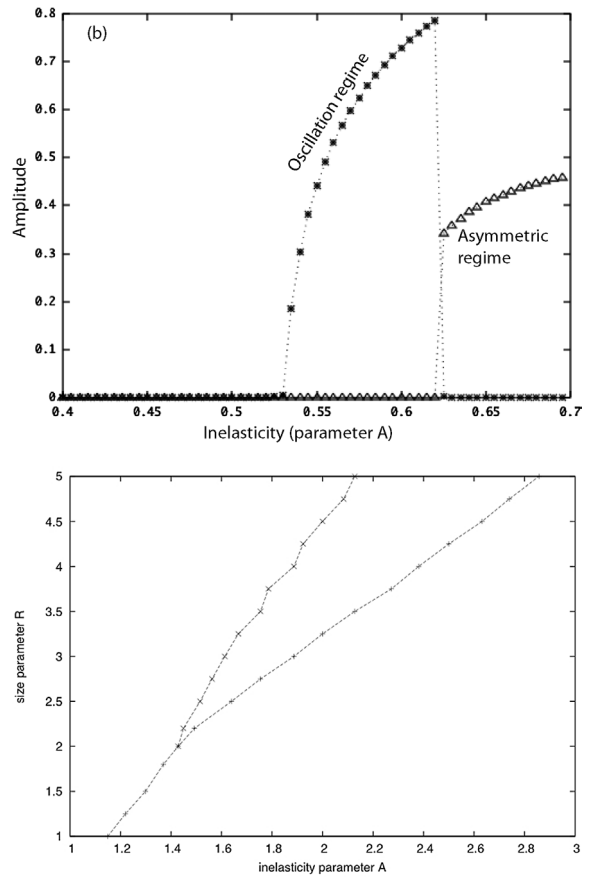 (b)
0.8
0.7
0.6
0.5
0.4
0.3
0.2
0.1
0
Amplitude
Oscillation regime
Asymmetric
regime
0.4 0.45 0.5 0.55 0.6 0.65 0.7
Inelasticity (parameter A)
5
4.5
4
3.5
3
2.5
2
1.5
1
size parameter R
1 1.2 1.4 1.6 1.8 2 2.2 2.4 2.6 2.8 3
inelasticity parameter A